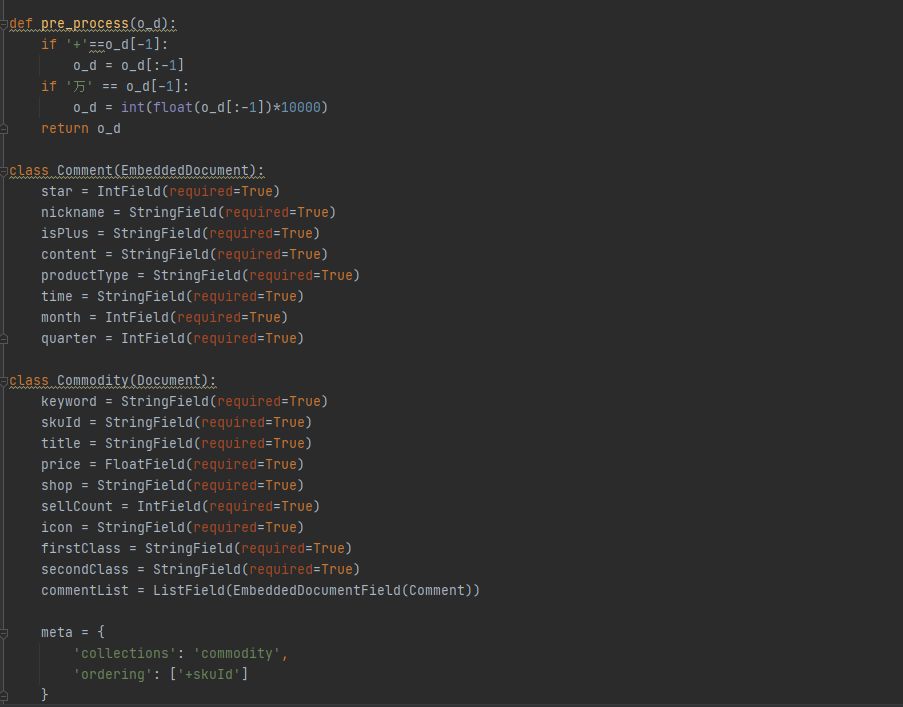 def pre_process(o_d):
    if '+'==o_d[-1]:
        o_d = o_d[:-1]
    if '万' == o_d[-1]:
        o_d = int(float(o_d[:-1])*10000)
    return o_d

class Comment(EmbeddedDocument):
    star = IntField(required=True)
    nickname = StringField(required=True)
    isPlus = StringField(required=True)
    content = StringField(required=True)
    productType = StringField(required=True)
    time = StringField(required=True)
    month = IntField(required=True)
    quarter = IntField(required=True)

class Commodity(Document):
    keyword = StringField(required=True)
    skuId = StringField(required=True)
    title = StringField(required=True)
    price = FloatField(required=True)
    shop = StringField(required=True)
    sellCount = IntField(required=True)
    icon = StringField(required=True)
    firstClass = StringField(required=True)
    secondClass = StringField(required=True)
    commentList = ListField(EmbeddedDocumentField(Comment))

    meta = {
        'collections': 'commodity',
        'ordering': ['+skuId']
    }